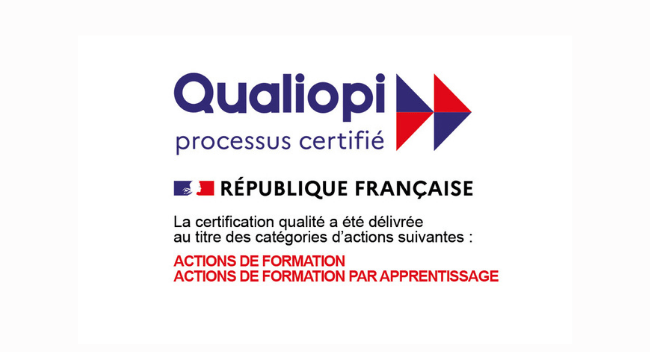 Qualiopi
processus certifié
RÉPUBLIQUE FRANÇAISE
La certification qualité a été délivrée
au titre des catégories d'actions suivantes :
ACTIONS DE FORMATION
ACTIONS DE FORMATION PAR APPRENTISSAGE